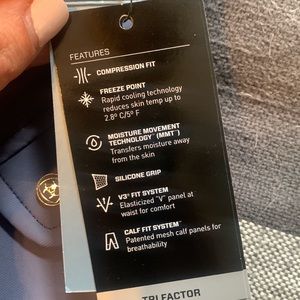 FEATURES
COMPRESSION FIT
FREEZE POINT
Rapid cooling technology
reduces skin temp up to
2.8° C/5° F
MOISTURE MOVEMENT
TECHNOLOGY (MMT™)
Transfers moisture away
from the skin
SILICONE GRIP
V3® FIT SYSTEM
Elasticized "V" panel at
waist for comfort
CALF FIT SYSTEM™
Patented mesh calf panels for
breathability
TRI FACTOR